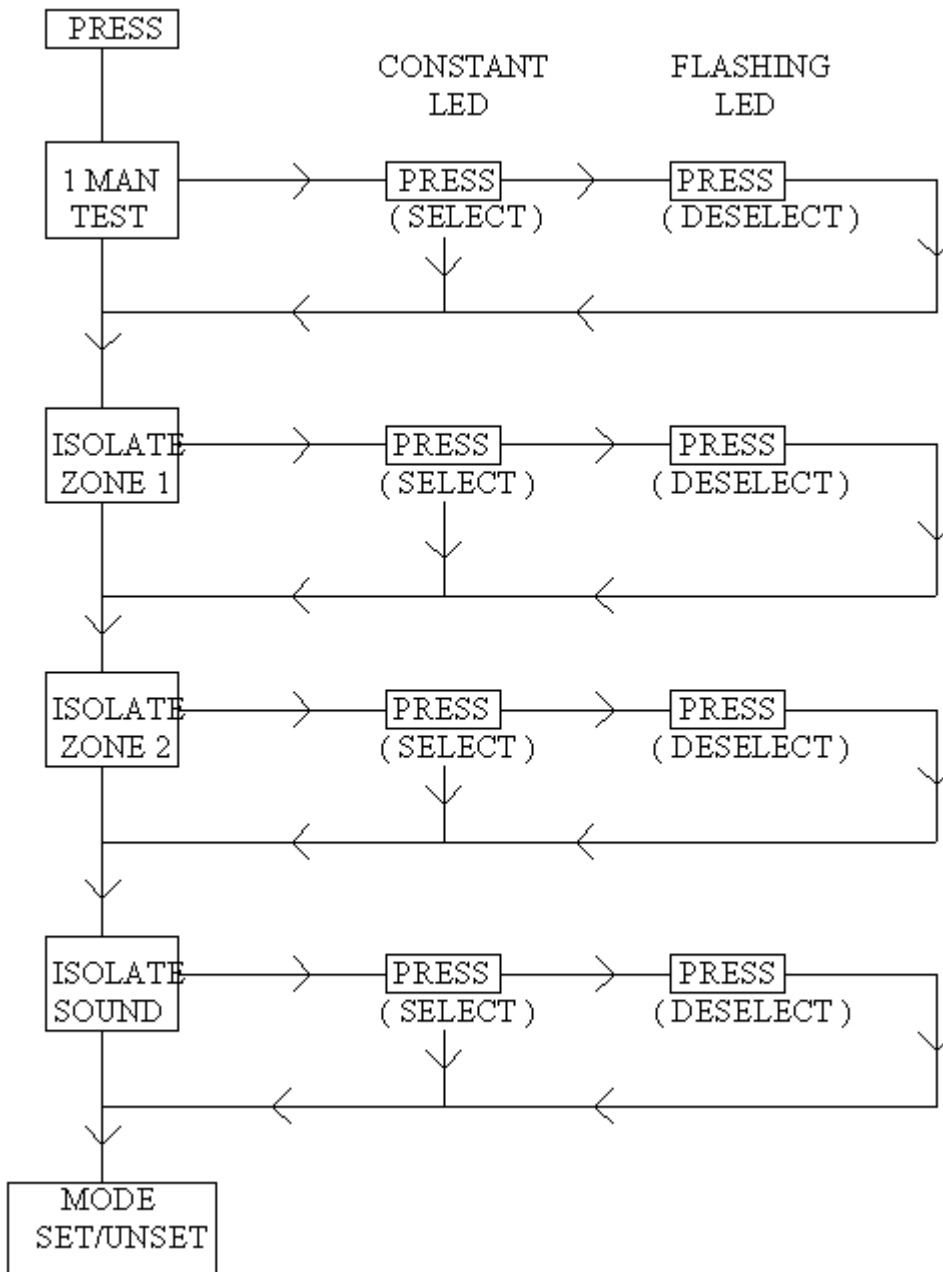 PRESS
CONSTANT
LED
FLASHING
LED
1 MAN
TEST
PRESS
( SELECT )
PRESS
( DESELECT )
ISOLATE
ZONE 1
PRESS
( SELECT )
PRESS
( DESELECT )
ISOLATE
ZONE 2
PRESS
( SELECT )
PRESS
( DESELECT )
ISOLATE
SOUND
PRESS
( SELECT )
PRESS
( DESELECT )
MODE
SET/UNSET